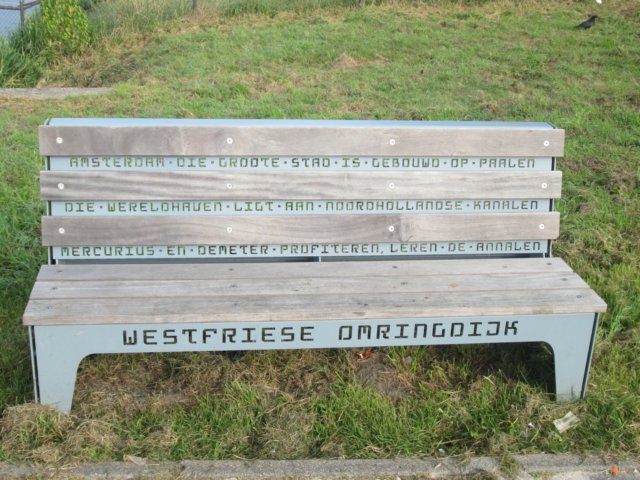 AMSTERDAM·DIE·GROOTE·STAD·IS·GEBOUWD·OP·PAALEN
DIE·WERELDHAVEN·LIGT·AAN·NOORDHOLLANDSE·KANALEN
MERCURIUS·EN·DEMETER·PROFITEREN, LEREN·DE·ANNALEN
WESTFRIESE OMRINGDIJK